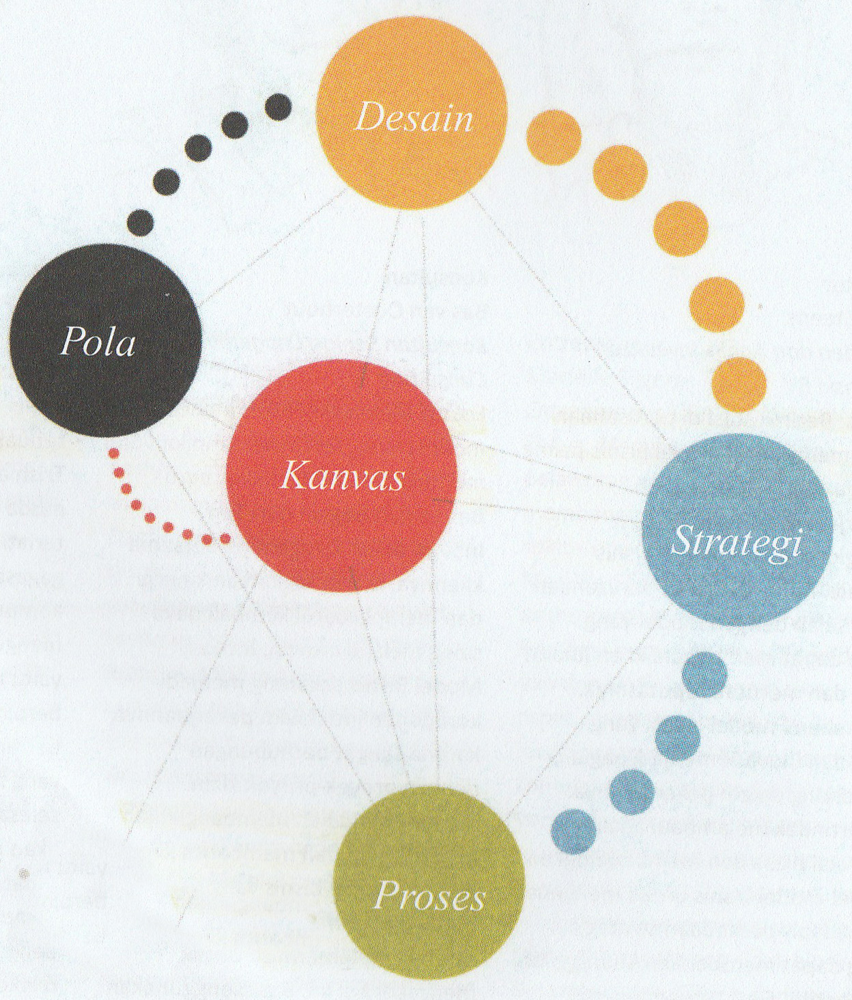 Desain
Pola
Kanvas
Strategi
Proses